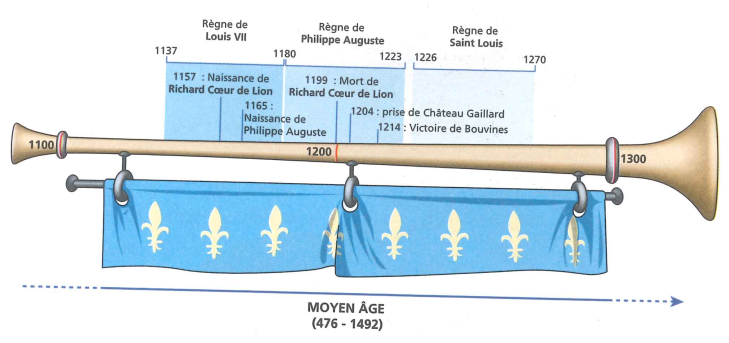 Règne de
Louis VII
Règne de
Philippe Auguste
Règne de
Saint Louis
1137
1180
1223
1226
1270
1157 : Naissance de
Richard Cœur de Lion
1199 : Mort de
Richard Cœur de Lion
1165 :
Naissance de
Philippe Auguste
1204 : prise de Château Gaillard
1214 : Victoire de Bouvines
1100
1200
1300
MOYEN ÂGE
(476 - 1492)